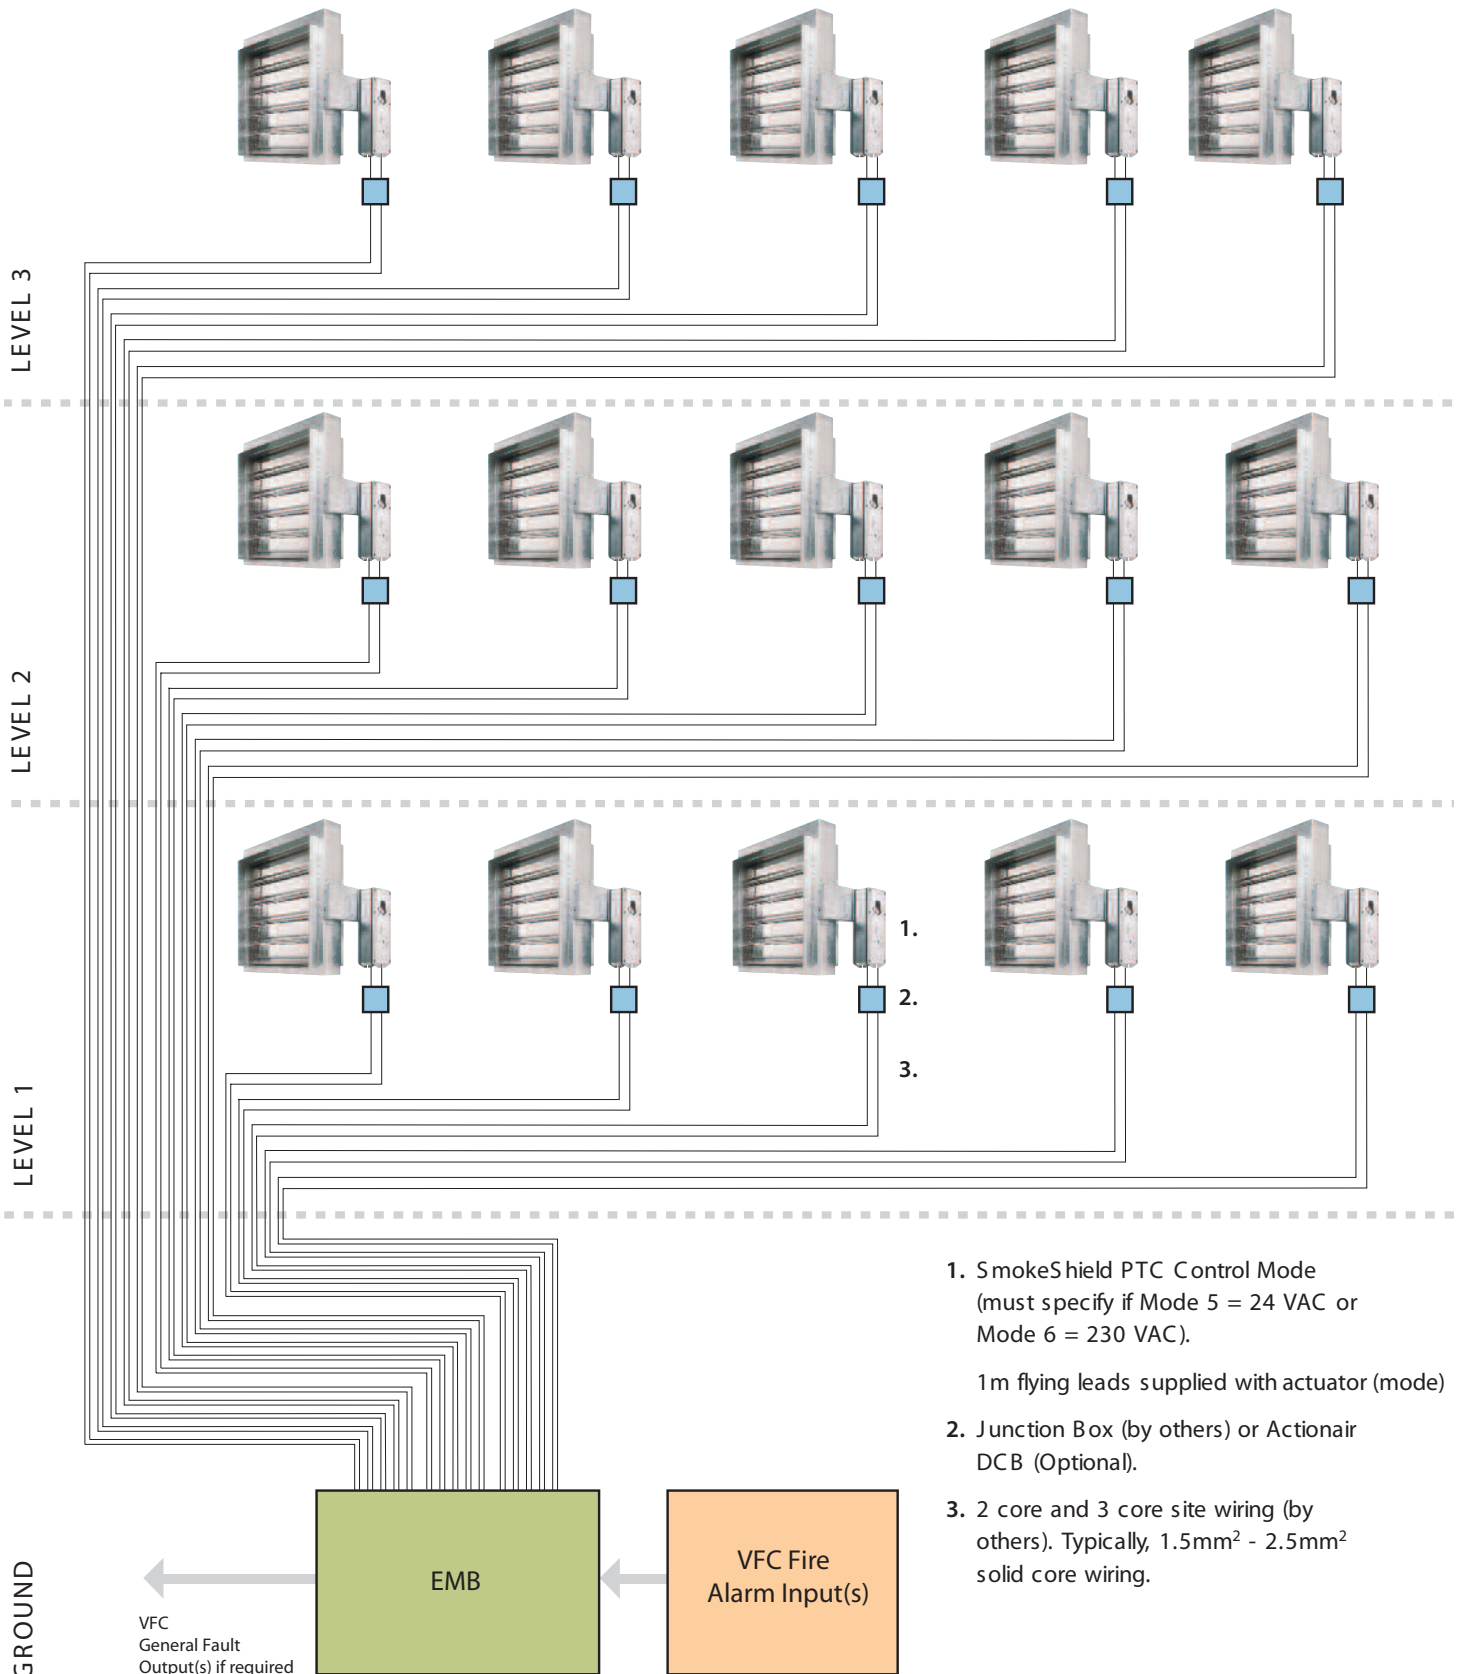 LEVEL 3
LEVEL 2
LEVEL 1
1.
2.
3.
GROUND
1. SmokeShield PTC Control Mode
(must specify if Mode 5 = 24 VAC or
Mode 6 = 230 VAC).
1m flying leads supplied with actuator (mode)
2. Junction Box (by others) or Actionair
DCB (Optional).
3. 2 core and 3 core site wiring (by
others). Typically, 1.5mm² - 2.5mm²
solid core wiring.
EMB
VFC Fire
Alarm Input(s)
VFC
General Fault
Output(s) if required